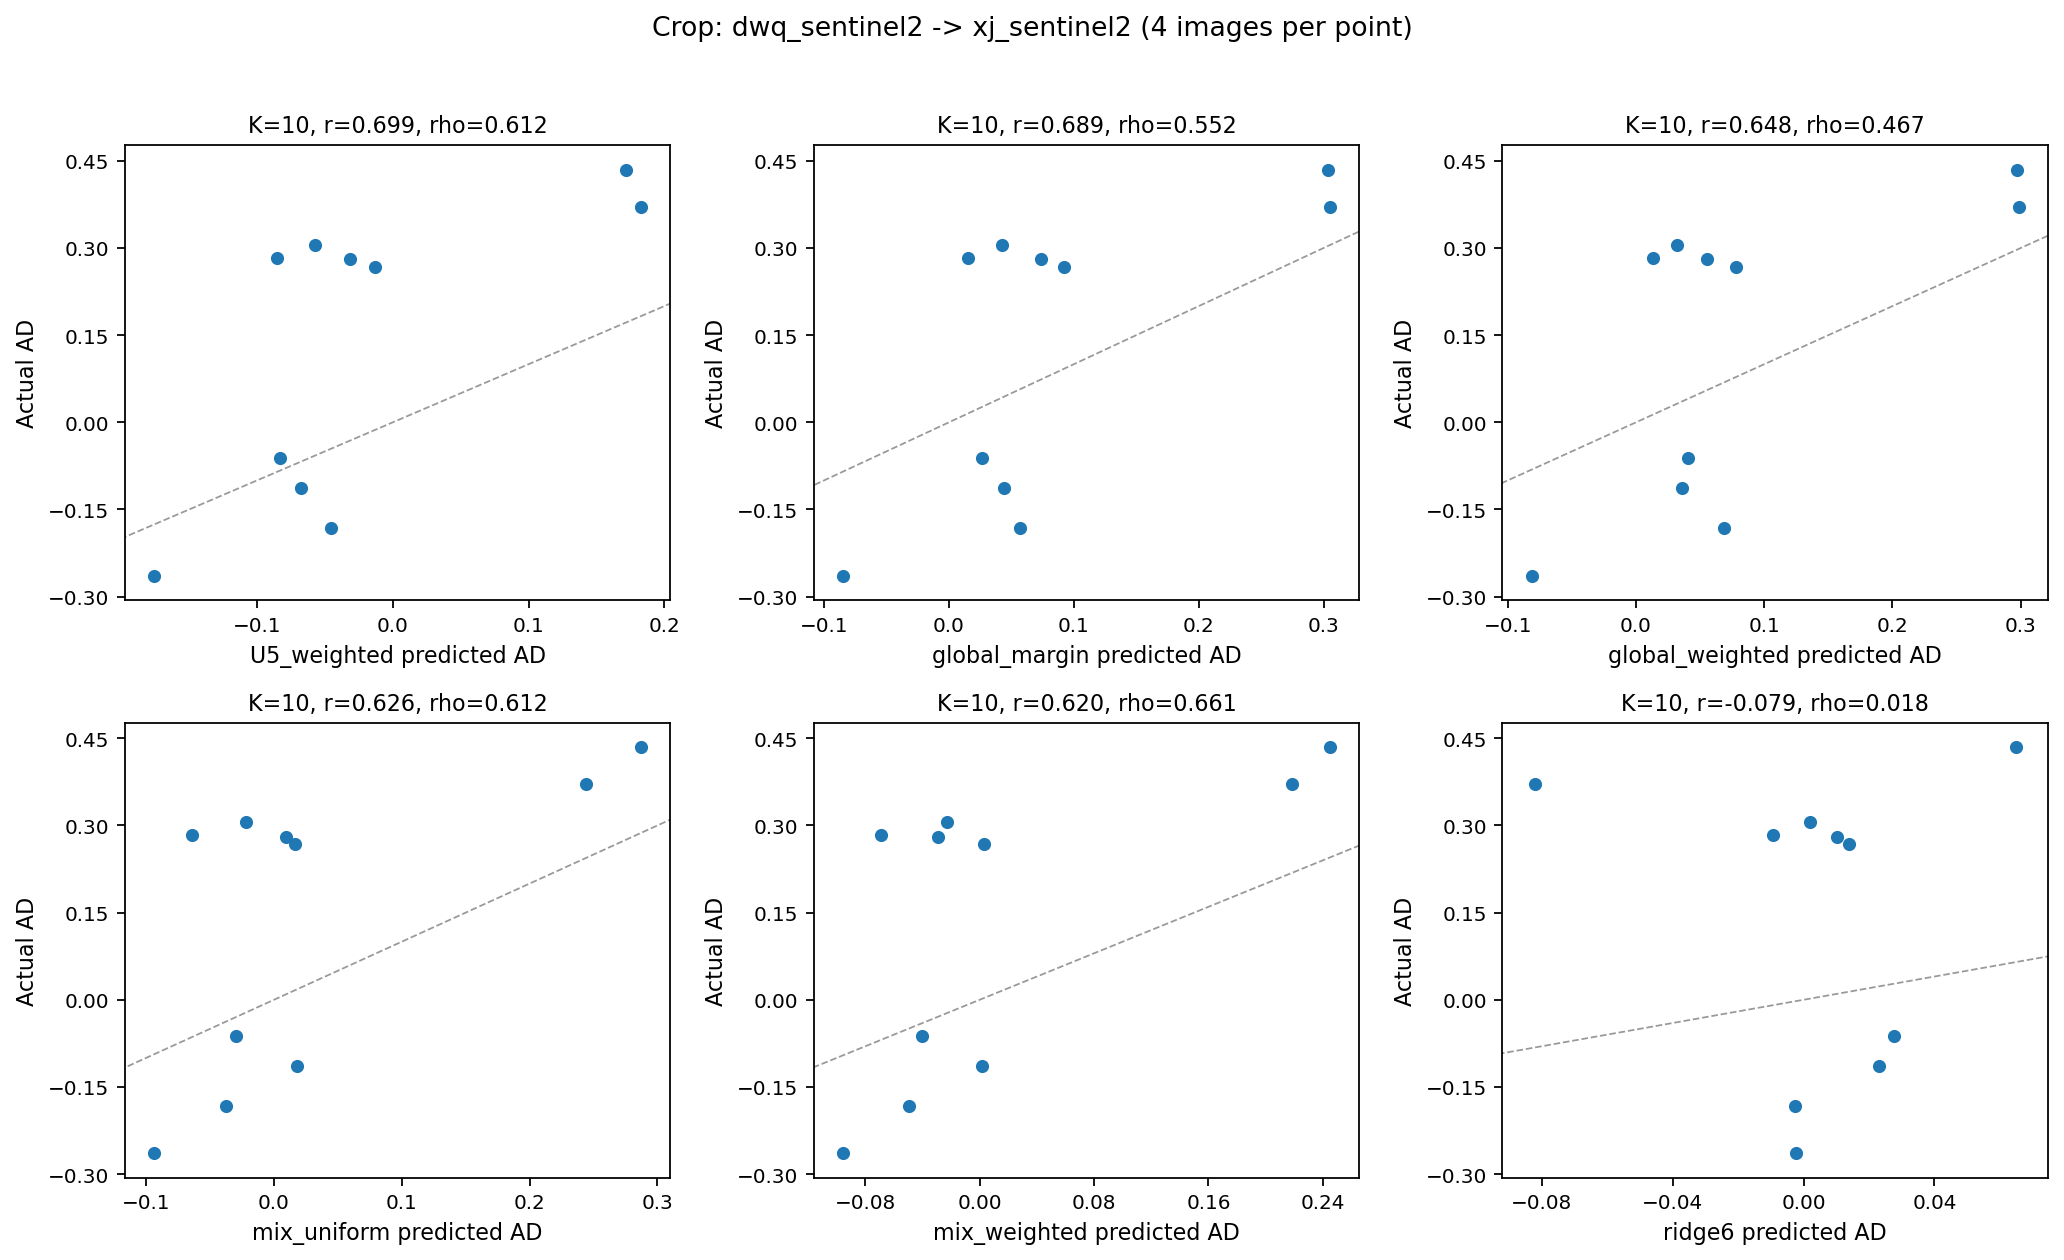 Crop: dwq_sentinel2 -> xj_sentinel2 (4 images per point)
K=10, r=0.699, rho=0.612
0.45
0.30
0.15
0.00
−0.15
−0.30
Actual AD
−0.1 0.0 0.1 0.2
U5_weighted predicted AD
K=10, r=0.689, rho=0.552
0.45
0.30
0.15
0.00
−0.15
−0.30
Actual AD
−0.1 0.0 0.1 0.2 0.3
global_margin predicted AD
K=10, r=0.648, rho=0.467
0.45
0.30
0.15
0.00
−0.15
−0.30
Actual AD
−0.1 0.0 0.1 0.2 0.3
global_weighted predicted AD
K=10, r=0.626, rho=0.612
0.45
0.30
0.15
0.00
−0.15
−0.30
Actual AD
−0.1 0.0 0.1 0.2 0.3
mix_uniform predicted AD
K=10, r=0.620, rho=0.661
0.45
0.30
0.15
0.00
−0.15
−0.30
Actual AD
−0.08 0.00 0.08 0.16 0.24
mix_weighted predicted AD
K=10, r=-0.079, rho=0.018
0.45
0.30
0.15
0.00
−0.15
−0.30
Actual AD
−0.08 −0.04 0.00 0.04
ridge6 predicted AD